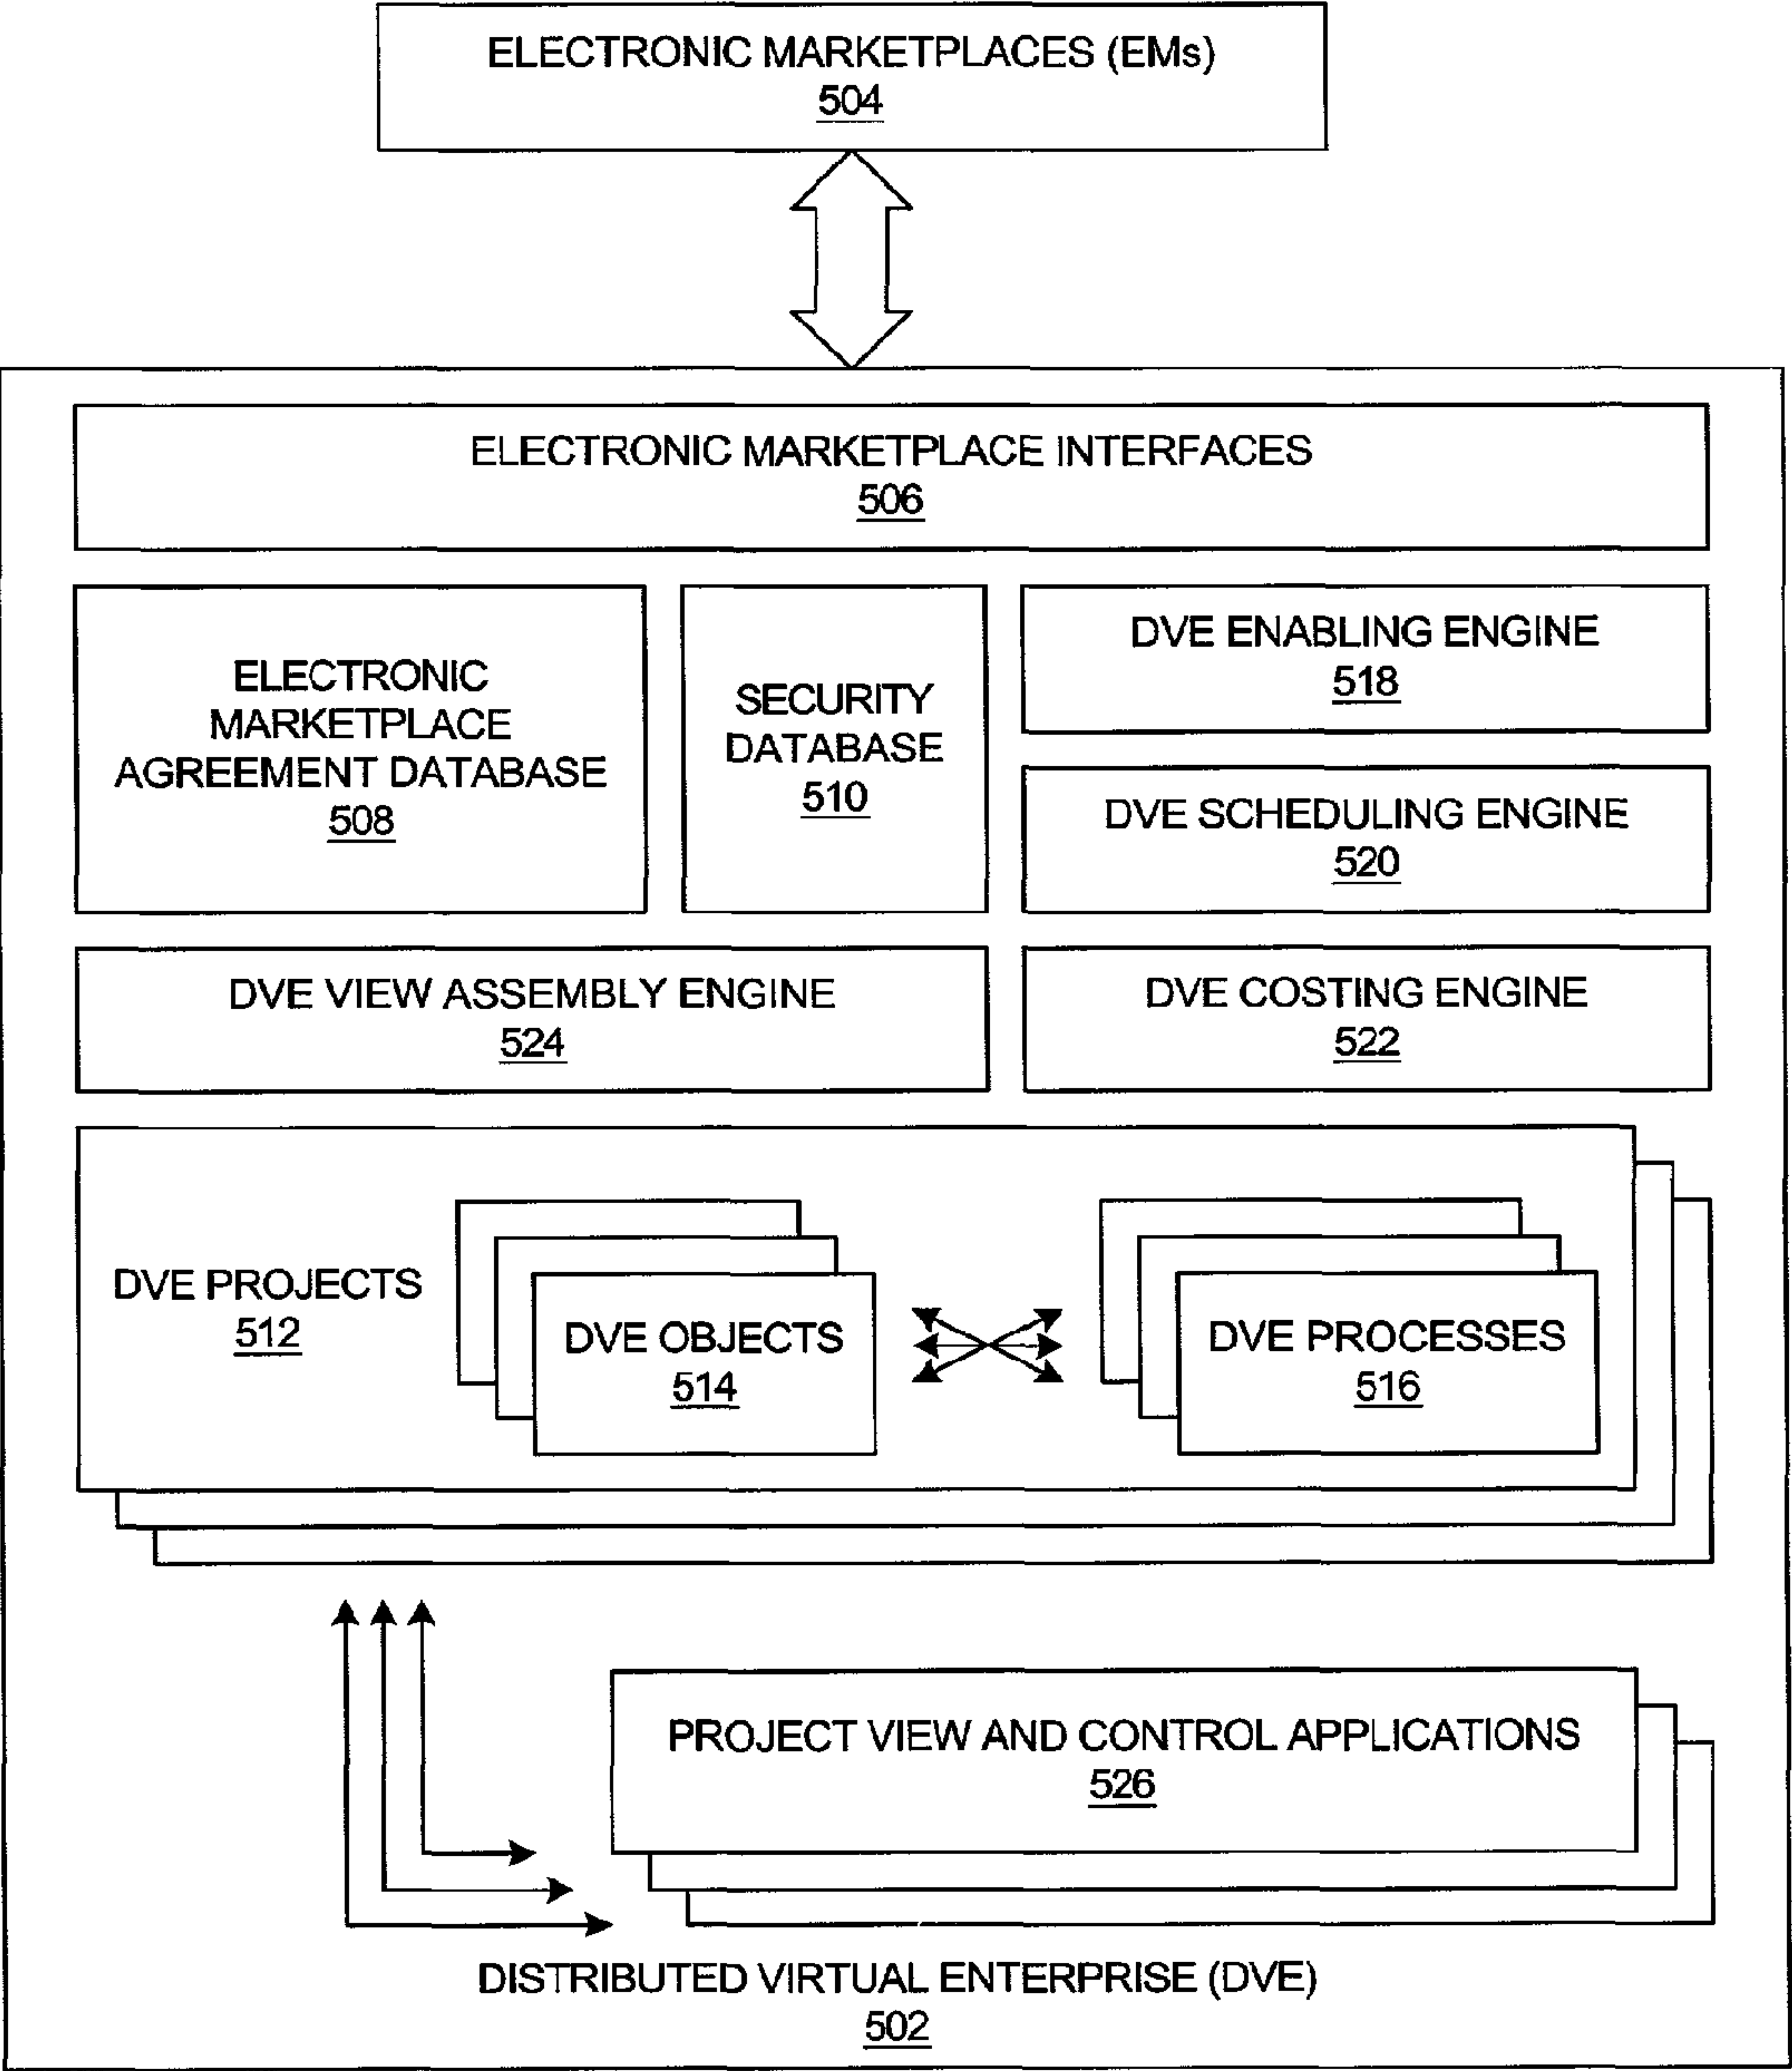 ELECTRONIC MARKETPLACES (EMs)
504
ELECTRONIC MARKETPLACE INTERFACES
506
ELECTRONIC
MARKETPLACE
AGREEMENT DATABASE
508
SECURITY
DATABASE
510
DVE ENABLING ENGINE
518
DVE SCHEDULING ENGINE
520
DVE VIEW ASSEMBLY ENGINE
524
DVE COSTING ENGINE
522
DVE PROJECTS
512
DVE OBJECTS
514
DVE PROCESSES
516
PROJECT VIEW AND CONTROL APPLICATIONS
526
DISTRIBUTED VIRTUAL ENTERPRISE (DVE)
502